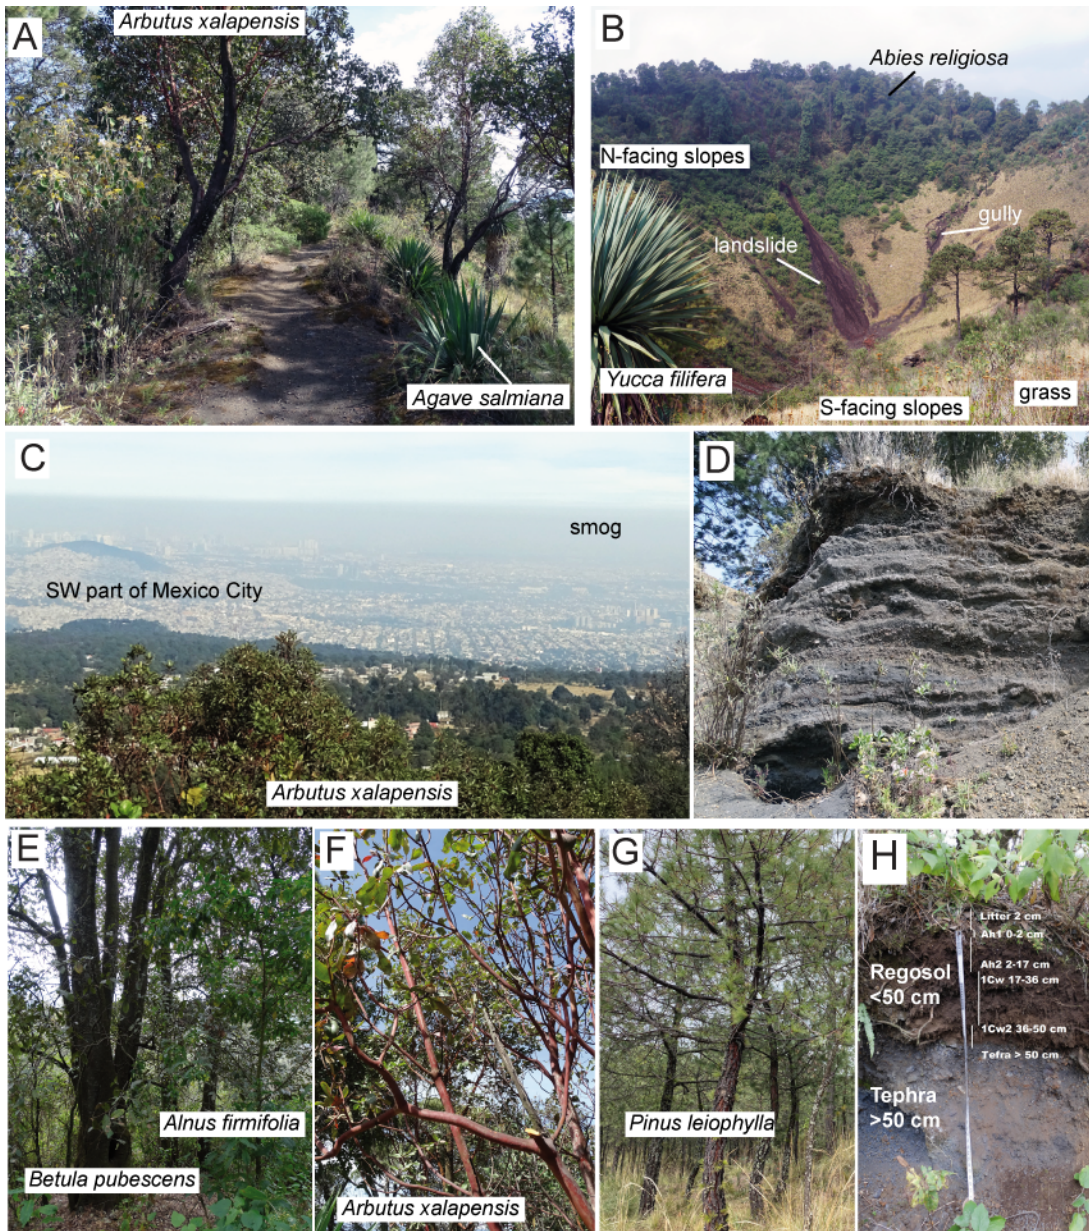 A
Arbutus xalapensis
Agave salmiana
B
Abies religiosa
N-facing slopes
gully
landslide
Yucca filifera
grass
S-facing slopes
C
smog
SW part of Mexico City
Arbutus xalapensis
D
E
Alnus firmifolia
Betula pubescens
F
Arbutus xalapensis
G
Pinus leiophylla
H
Litter 2 cm
Ah1 0-2 cm
Ah2 2-17 cm
Regosol
<50 cm
1Cw 17-36 cm
1Cw2 36-50 cm
Tefra > 50 cm
Tephra
>50 cm